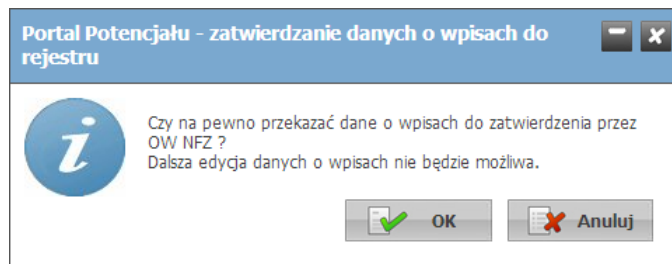 Portal Potencjału - zatwierdzanie danych o wpisach do
rejestru
Czy na pewno przekazać dane o wpisach do zatwierdzenia przez
OW NFZ ?
Dalsza edycja danych o wpisach nie będzie możliwa.
OK
Anuluj